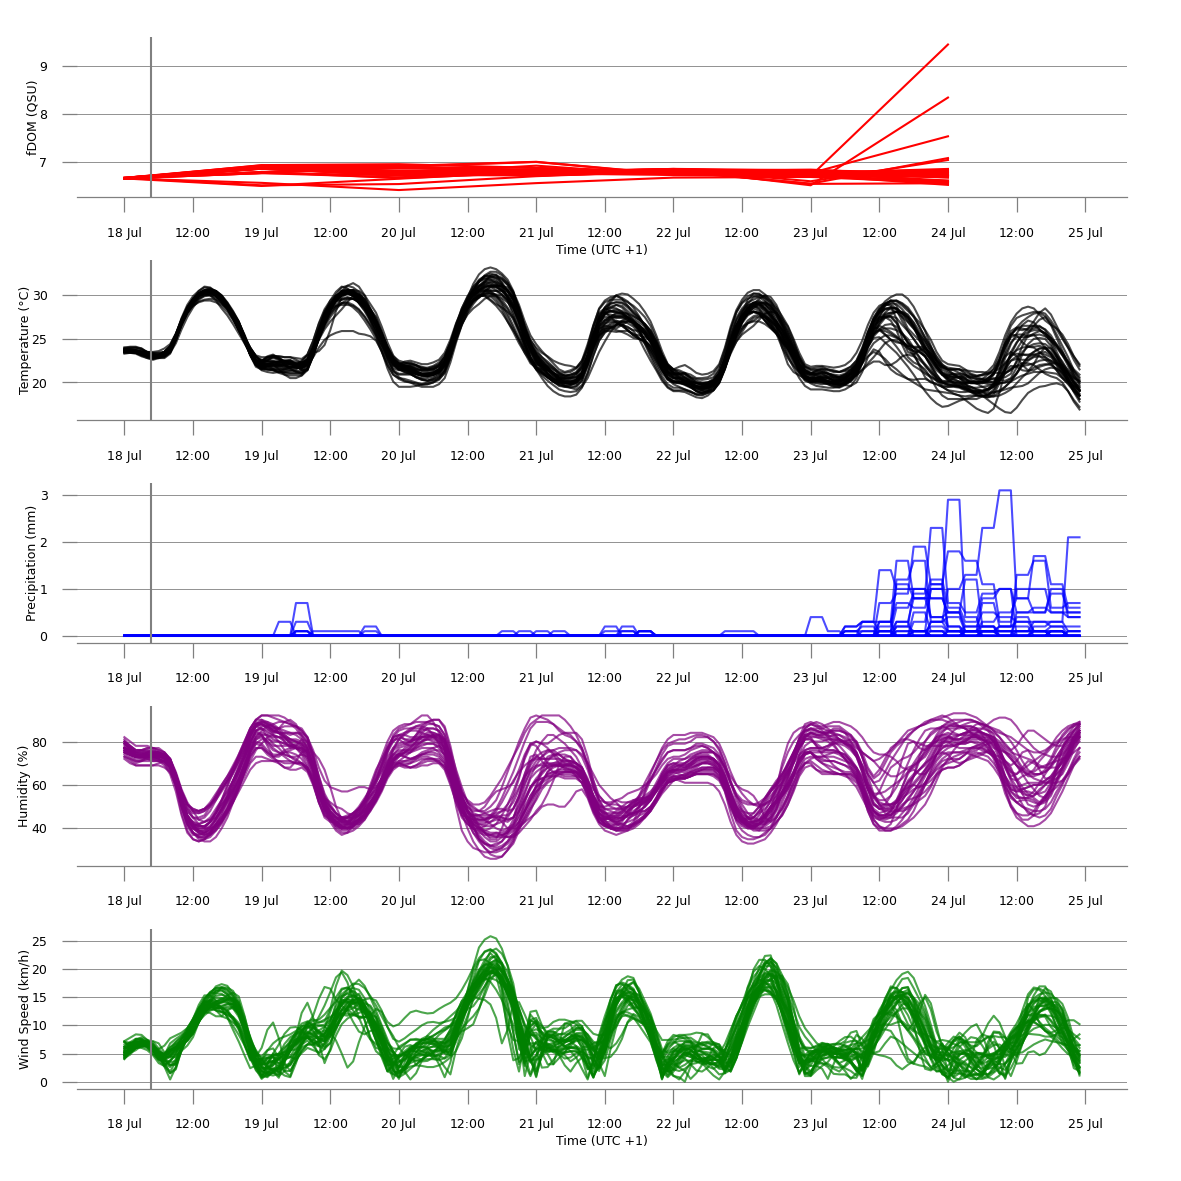 fDOM (QSU)
9
8
7
18 Jul 12:00 19 Jul 12:00 20 Jul 12:00 21 Jul 12:00 22 Jul 12:00 23 Jul 12:00 24 Jul 12:00 25 Jul
Time (UTC +1)
Temperature (°C)
30
25
20
18 Jul 12:00 19 Jul 12:00 20 Jul 12:00 21 Jul 12:00 22 Jul 12:00 23 Jul 12:00 24 Jul 12:00 25 Jul
Precipitation (mm)
3
2
1
0
18 Jul 12:00 19 Jul 12:00 20 Jul 12:00 21 Jul 12:00 22 Jul 12:00 23 Jul 12:00 24 Jul 12:00 25 Jul
Humidity (%)
80
60
40
18 Jul 12:00 19 Jul 12:00 20 Jul 12:00 21 Jul 12:00 22 Jul 12:00 23 Jul 12:00 24 Jul 12:00 25 Jul
Wind Speed (km/h)
25
20
15
10
5
0
18 Jul 12:00 19 Jul 12:00 20 Jul 12:00 21 Jul 12:00 22 Jul 12:00 23 Jul 12:00 24 Jul 12:00 25 Jul
Time (UTC +1)